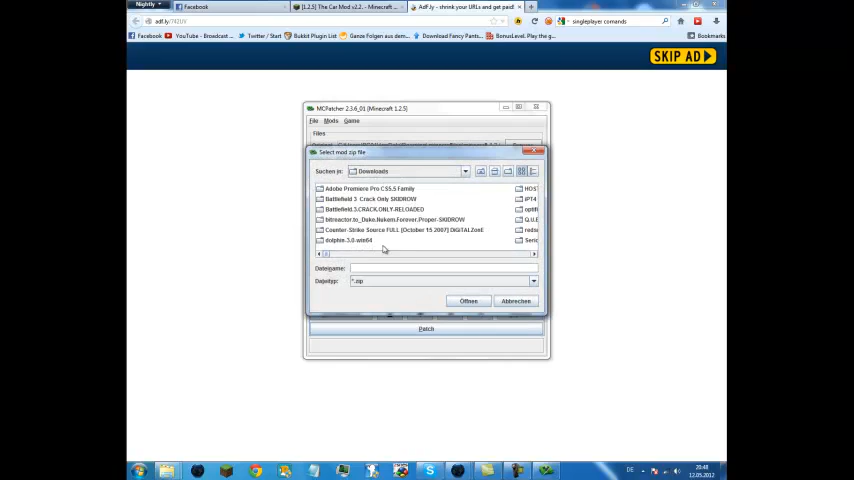 Nightly
Facebook
[1.2.5] The Car Mod v2.2. - Minecraft ...
AdF.ly - shrink your URLs and get paid!
adf.ly/742UV
singleplayer comands
Facebook
YouTube - Broadcast ...
Twitter / Start
Bukkit Plugin List
Ganze Folgen aus dem...
Download Fancy Pants...
BonusLevel. Play the g...
Bookmarks
SKIP AD
MCPatcher 2.3.6_01 [Minecraft 1.2.5]
File Mods Game
Files
Select mod zip file
Suchen in:
Downloads
Adobe Premiere Pro CS5.5 Family
Battlefield 3 Crack Only SKIDROW
Battlefield.3.CRACK.ONLY-RELOADED
bitreactor.to_Duke.Nukem.Forever.Proper-SKIDROW
Counter-Strike Source FULL [October 15 2007] DiGiTALZonE
dolphin-3.0.win64
HOST
iPT4
optifi
Q.U.E
redsu
Dateiname:
Dateityp:
*.zip
Öffnen
Abbrechen
Patch
DE
20:48
12.05.2012